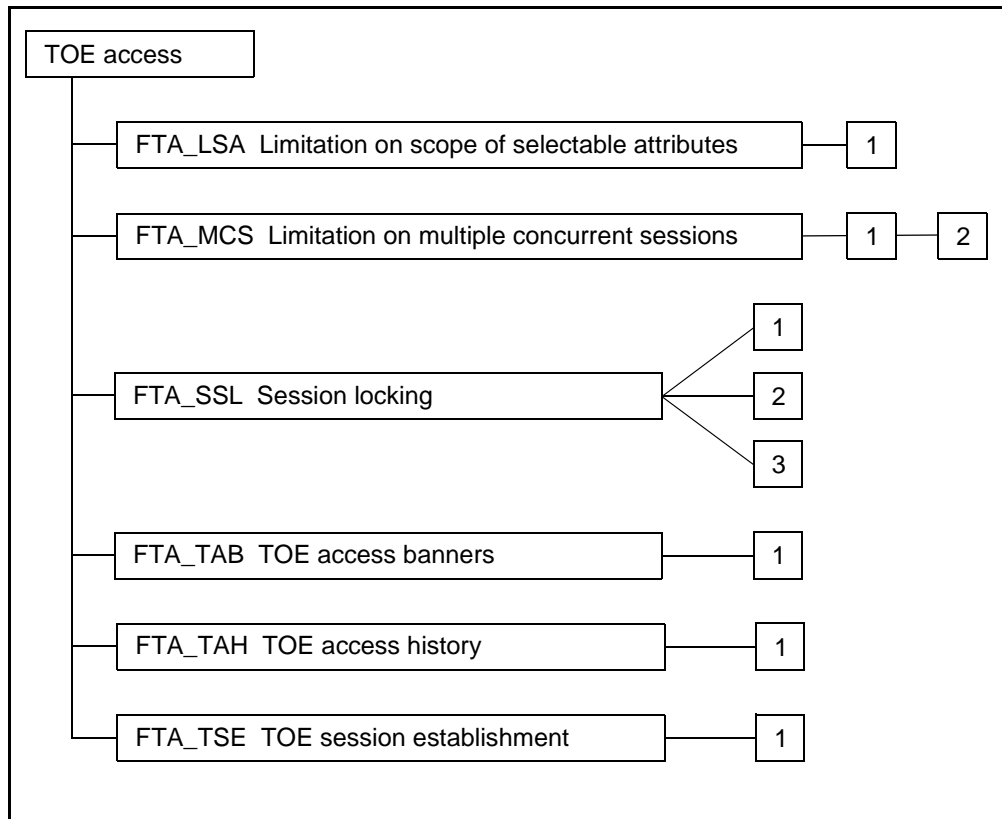 TOE access
FTA_LSA Limitation on scope of selectable attributes 1
FTA_MCS Limitation on multiple concurrent sessions 1 2
1
FTA_SSL Session locking 2
3
FTA_TAB TOE access banners 1
FTA_TAH TOE access history 1
FTA_TSE TOE session establishment 1